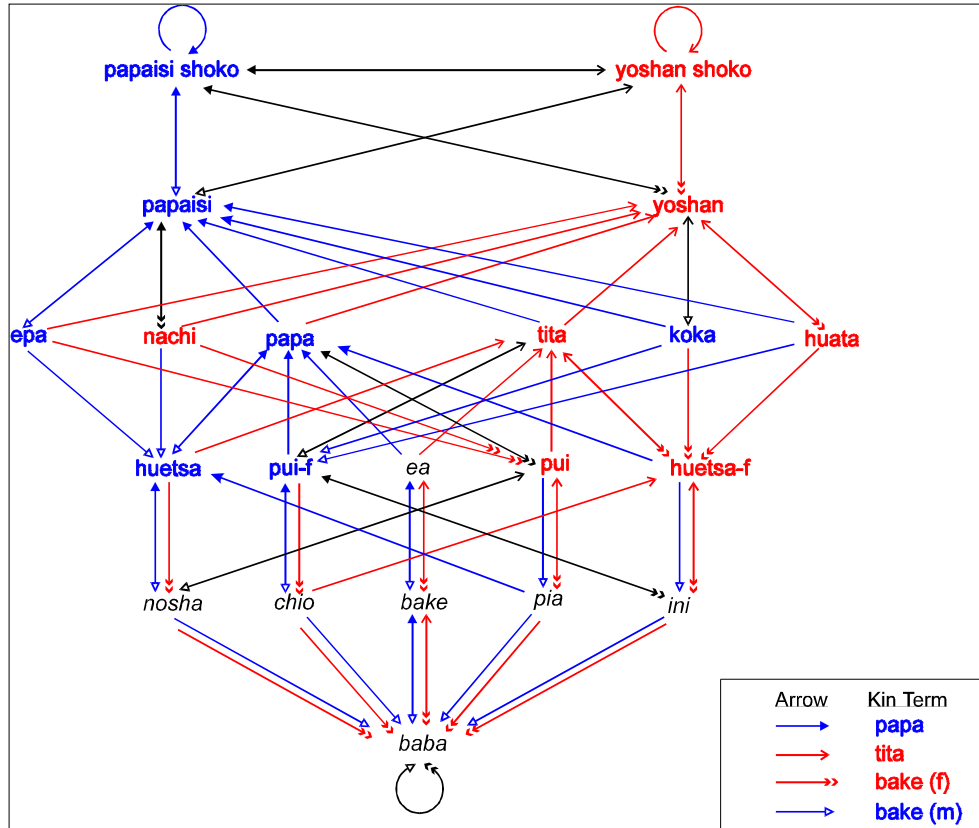 papaisi shoko yoshan shoko
papaisi yoshan
epa nachi papa tita koka huata
huetsa pui-f ea pui huetsa-f
nosha chio bake pia ini
baba
Arrow Kin Term
papa
tita
bake (f)
bake (m)